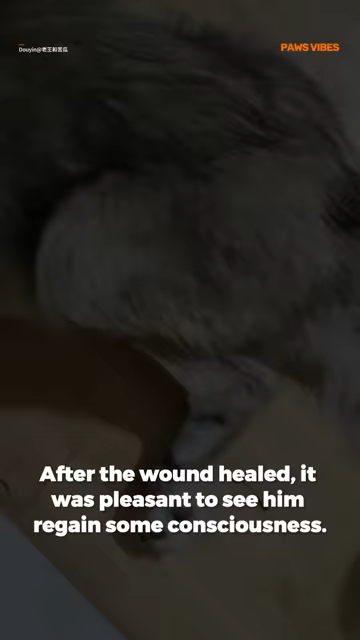 Douyin@老王和苦瓜
PAWS VIBES
After the wound healed, it
was pleasant to see him
regain some consciousness.